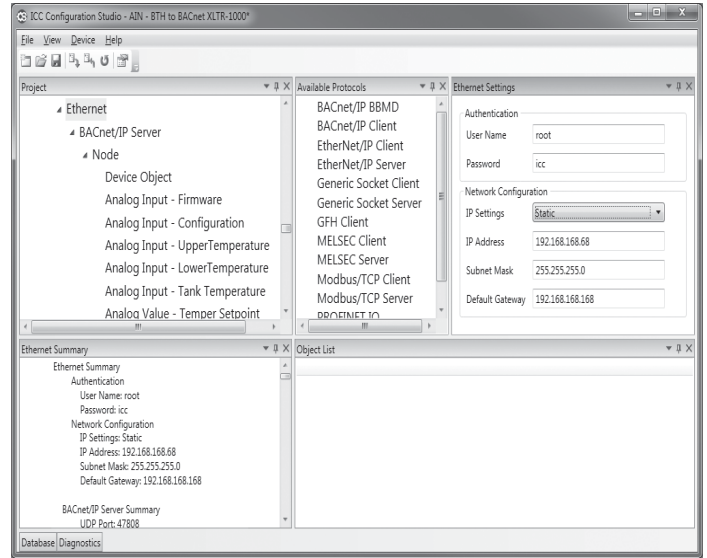 ICC Configuration Studio - AIN - BTH to BACnet XLTR-1000*
File View Device Help
Project
Ethernet
BACnet/IP Server
Node
Device Object
Analog Input - Firmware
Analog Input - Configuration
Analog Input - UpperTemperature
Analog Input - LowerTemperature
Analog Input - Tank Temperature
Analog Value - Temper Setpoint
Available Protocols
BACnet/IP BBMD
BACnet/IP Client
EtherNet/IP Client
EtherNet/IP Server
Generic Socket Client
Generic Socket Server
GFH Client
MELSEC Client
MELSEC Server
Modbus/TCP Client
Modbus/TCP Server
PROFINET IO
Ethernet Settings
Authentication
User Name root
Password icc
Network Configuration
IP Settings Static
IP Address 192.168.168.68
Subnet Mask 255.255.255.0
Default Gateway 192.168.168.168
Ethernet Summary
Ethernet Summary
Authentication
User Name: root
Password: icc
Network Configuration
IP Settings: Static
IP Address: 192.168.168.68
Subnet Mask: 255.255.255.0
Default Gateway: 192.168.168.168
BACnet/IP Server Summary
UDP Port: 47808
Object List
Database Diagnostics